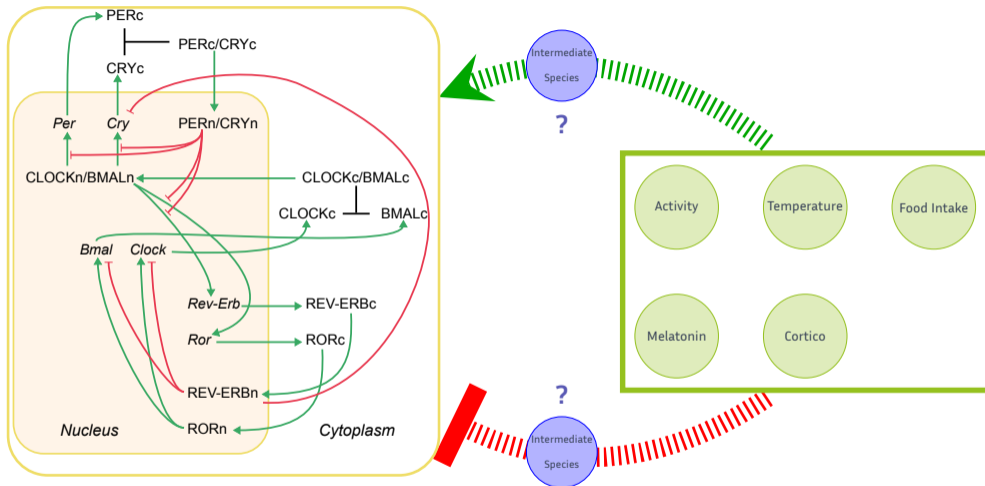 PERc
PERc/CRYc
CRYc
Per
Cry
PERn/CRYn
CLOCKn/BMALn
CLOCKc/BMALc
CLOCKc
BMALc
Bmal
Clock
Rev-Erb
REV-ERBc
Ror
RORc
REV-ERBn
RORn
Nucleus
Cytoplasm
Intermediate
Species
?
Activity
Temperature
Food Intake
Melatonin
Cortico
?
Intermediate
Species